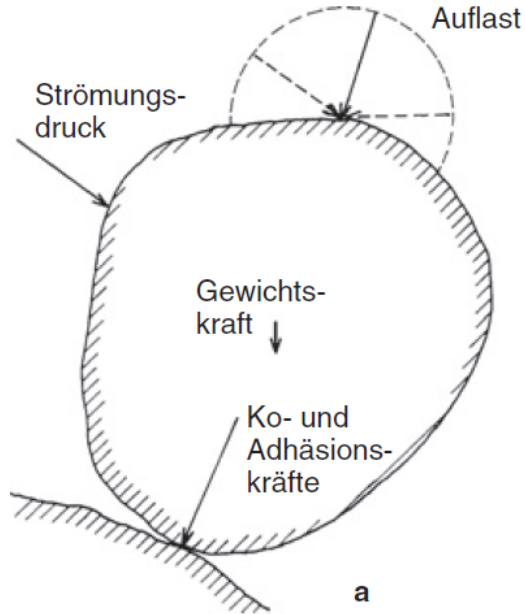 Auflast
Strömungs-
druck
Gewichts-
kraft
Ko- und
Adhäsions-
kräfte
a